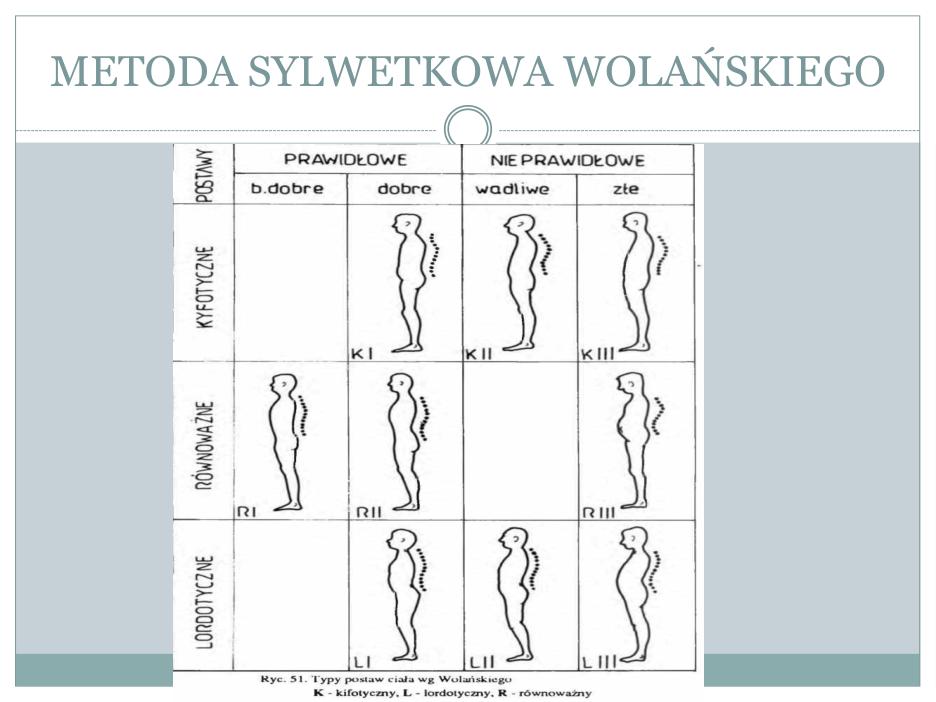 METODA SYLWETKOWA WOLAŃSKIEGO
POSTAWY
PRAWIDŁOWE
NIEPRAWIDŁOWE
b.dobre
dobre
wadliwe
złe
KYFOTYCZNE
K I
K II
K III
RÓWNOWAŻNE
R I
R II
R III
LORDOTYCZNE
L I
L II
L III
Ryc. 51. Typy postaw ciała wg Wolańskiego
K - kifotyczny, L - lordotyczny, R - równoważny